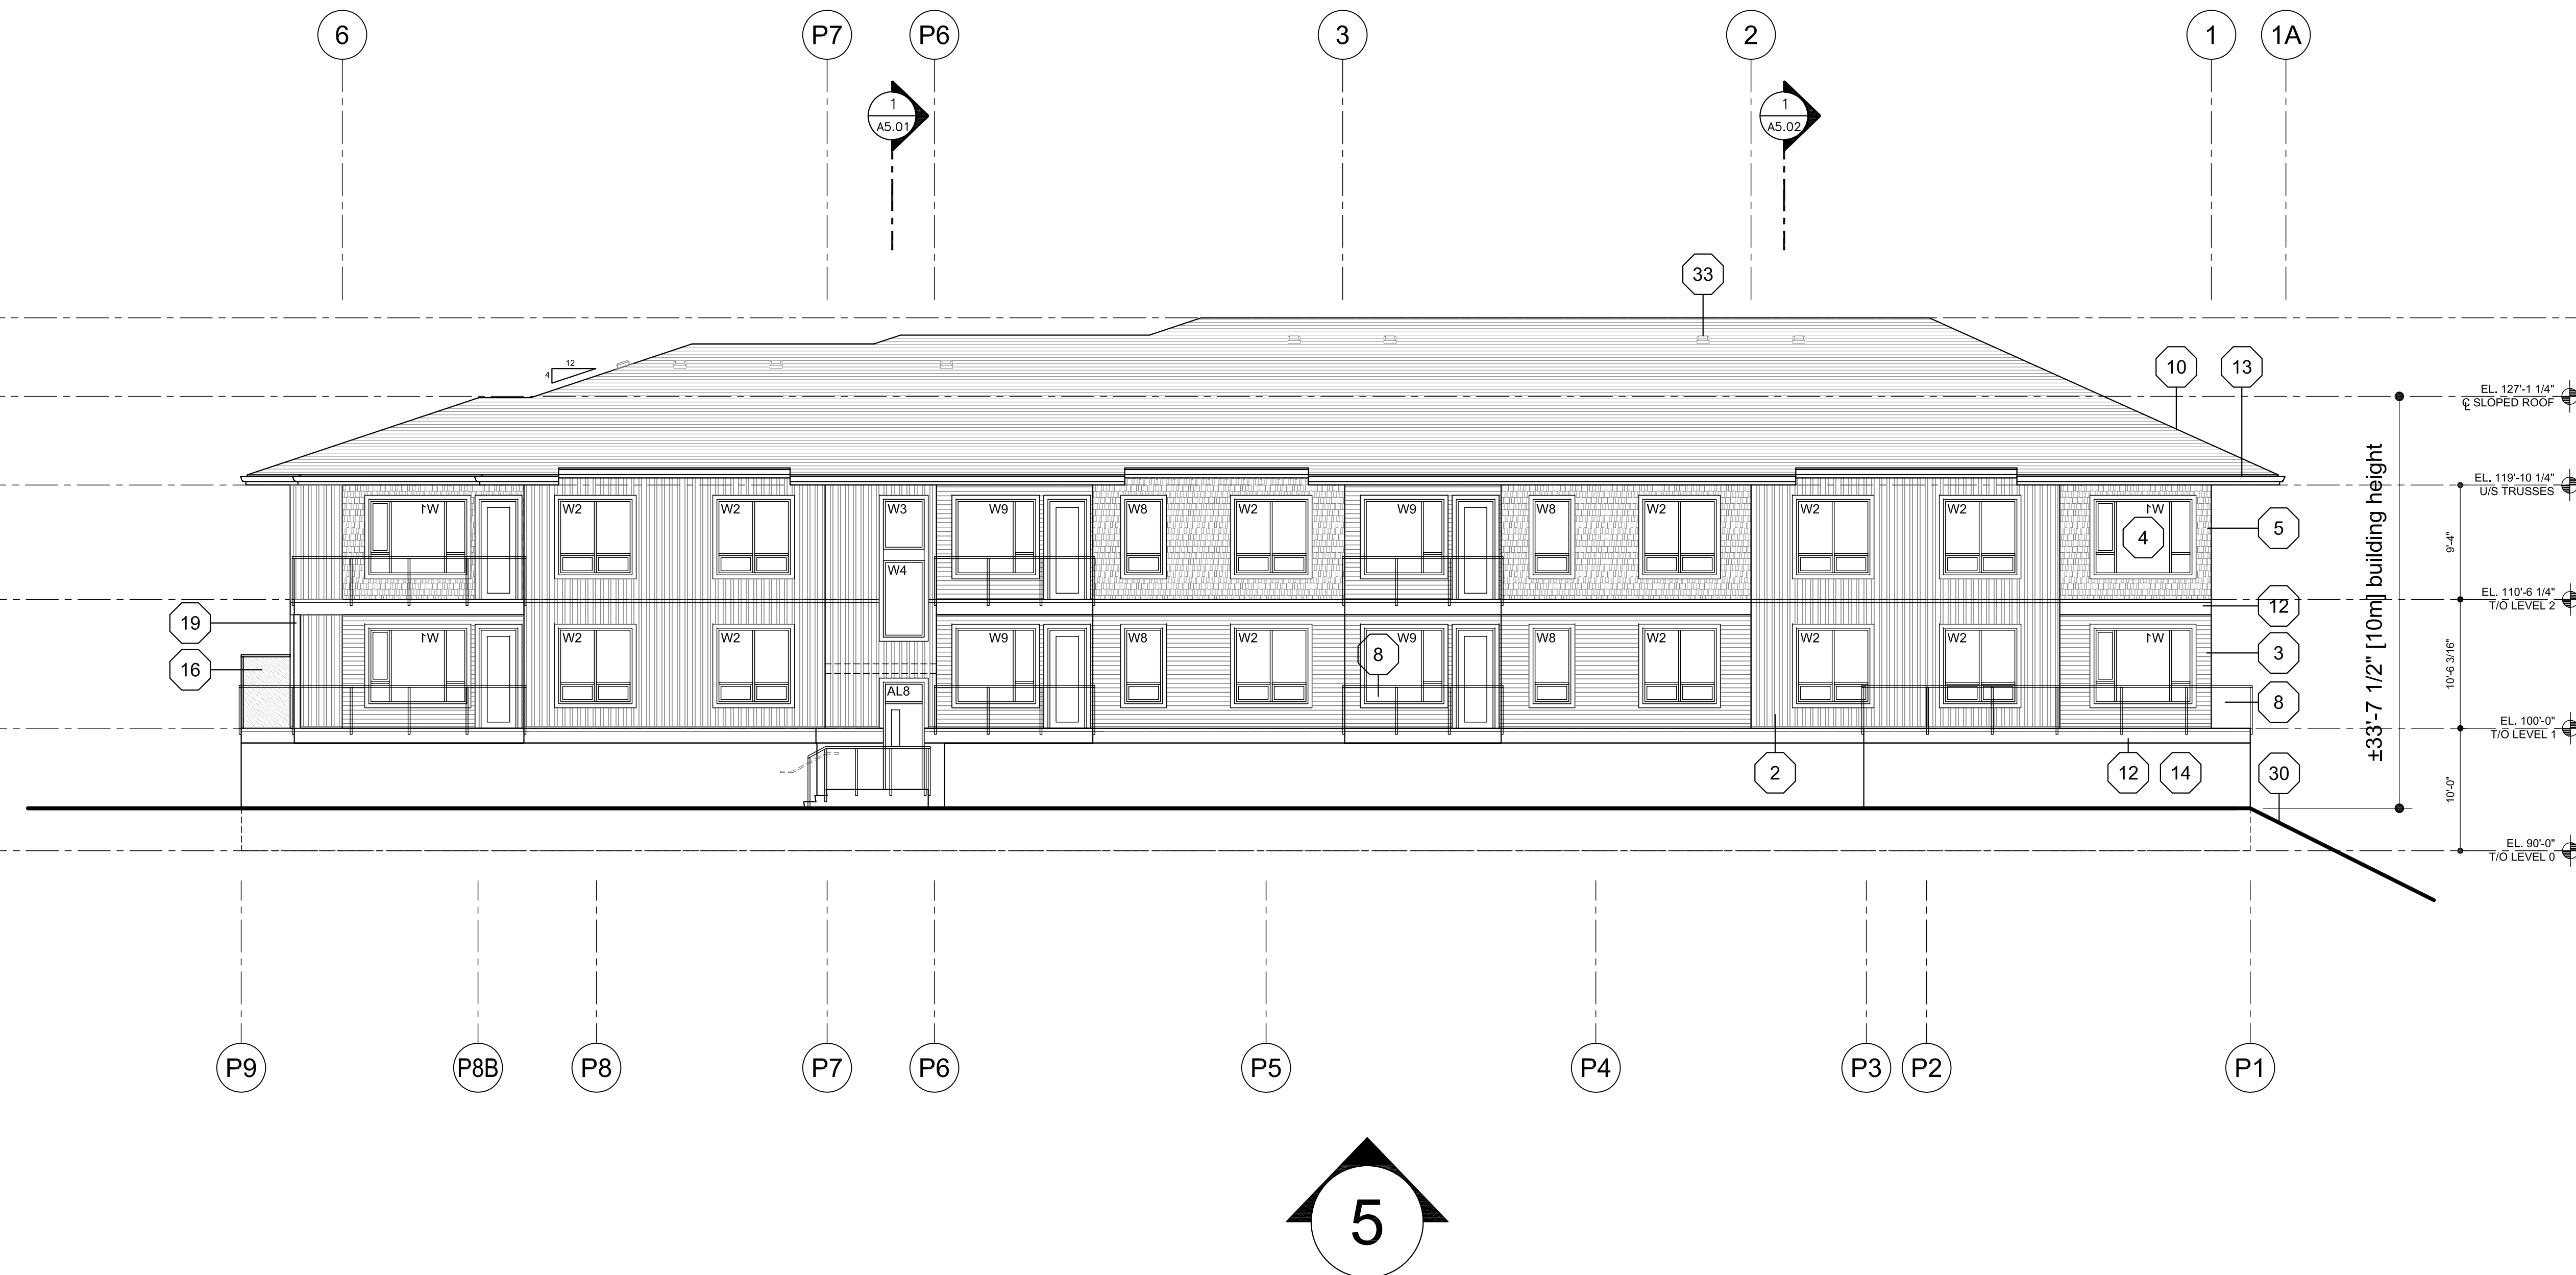 6
P7
P6
3
2
1
1A
1
A5.01
1
A5.02
33
12
4
10
13
EL. 127'-1 1/4"
℄ SLOPED ROOF
EL. 119'-10 1/4"
U/S TRUSSES
W1
W2
W2
W3
W9
W8
W2
W9
W8
W2
W2
W2
W1
4
5
9'-4"
W4
EL. 110'-6 1/4"
T/O LEVEL 2
12
19
16
W1
W2
W2
W9
W8
W2
W9
8
W8
W2
W2
W2
W1
3
10'-6 3/16"
±33'-7 1/2" [10m] building height
AL8
8
EL. 100'-0"
T/O LEVEL 1
2
12
14
30
10'-0"
EL. 90'-0"
T/O LEVEL 0
P9
P8B
P8
P7
P6
P5
P4
P3
P2
P1
5